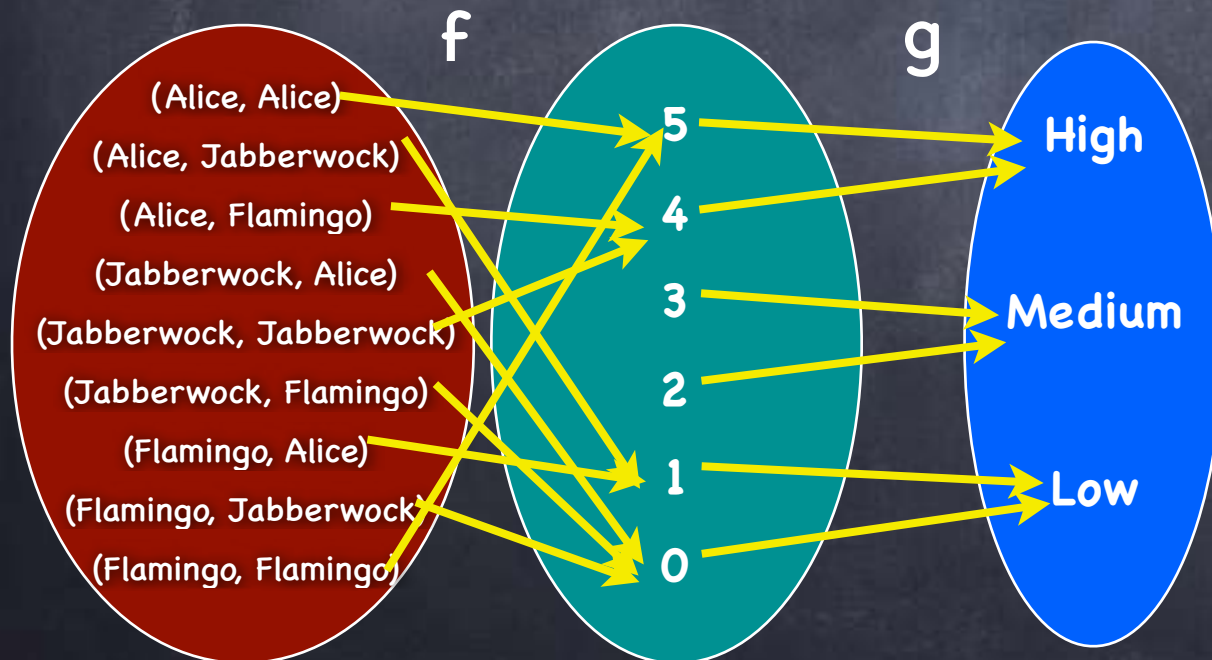 f
g
(Alice, Alice)
(Alice, Jabberwock)
(Alice, Flamingo)
(Jabberwock, Alice)
(Jabberwock, Jabberwock)
(Jabberwock, Flamingo)
(Flamingo, Alice)
(Flamingo, Jabberwock)
(Flamingo, Flamingo)
5
4
3
2
1
0
High
Medium
Low